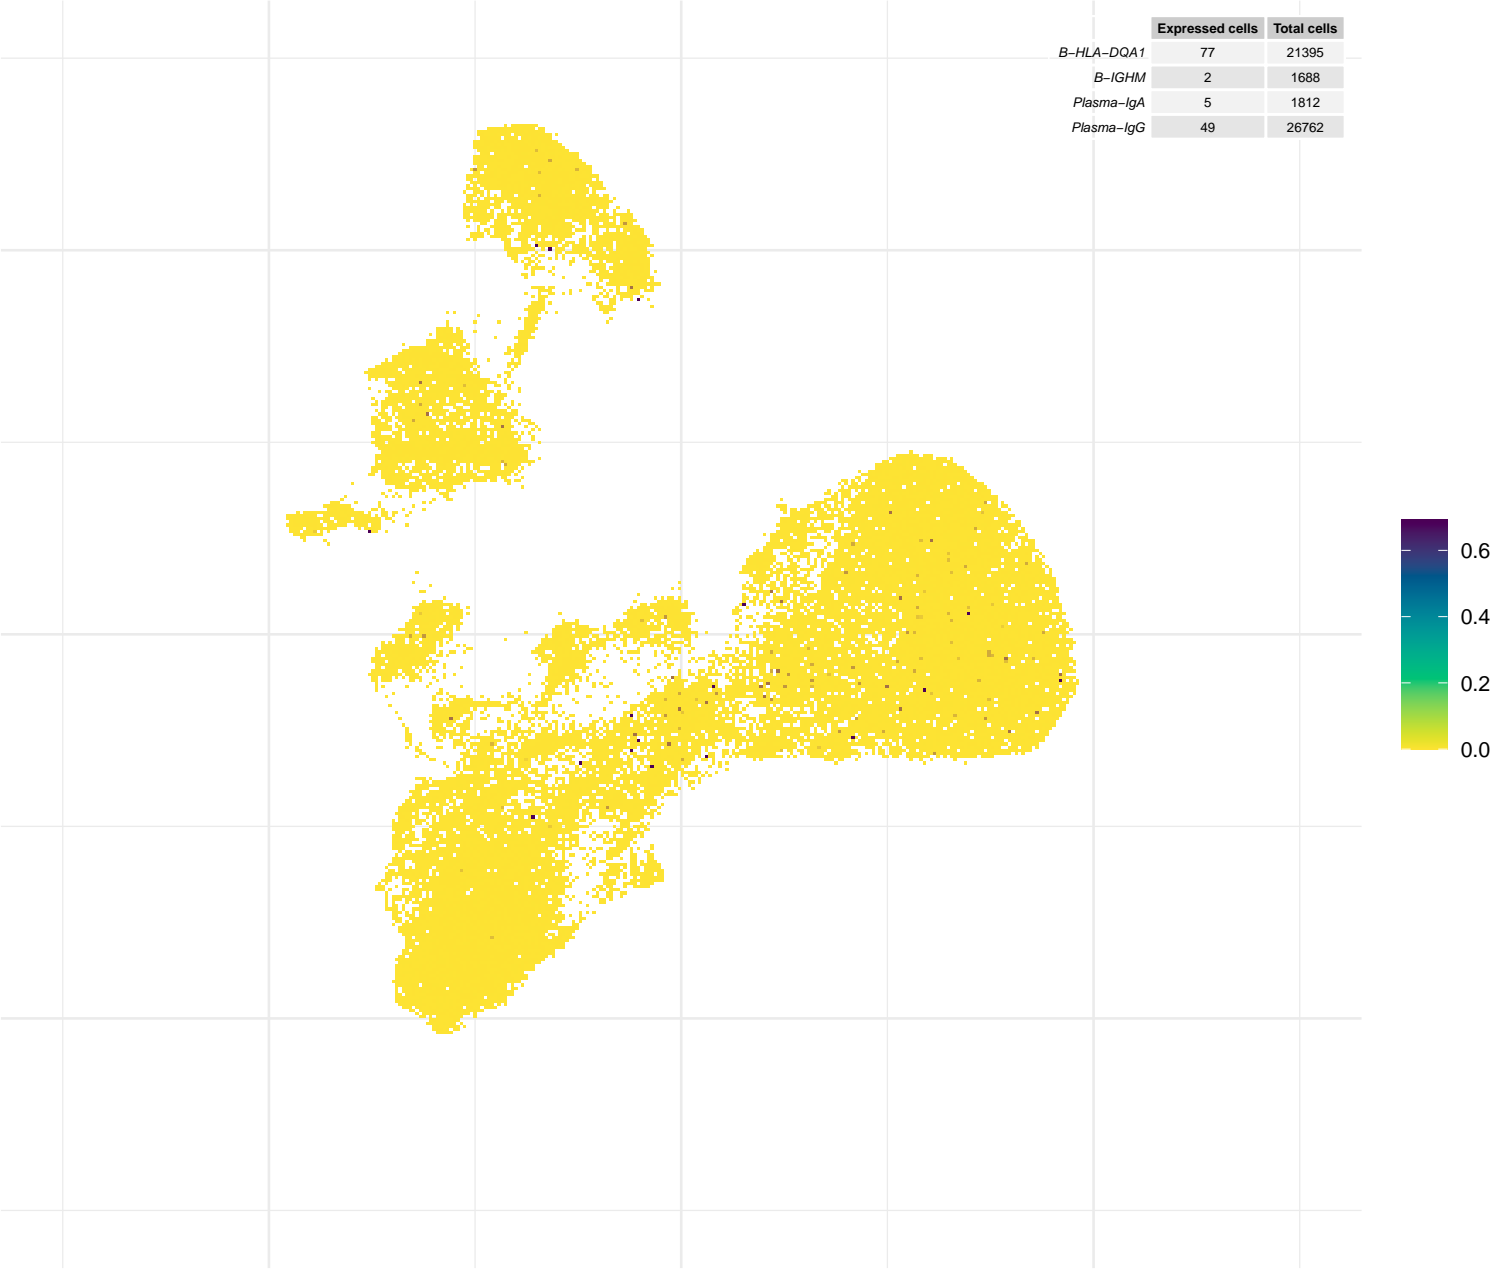 Expressed cells Total cells
B−HLA−DQA1 77 21395
B−IGHM 2 1688
Plasma−IgA 5 1812
Plasma−IgG 49 26762
0.6
0.4
0.2
0.0